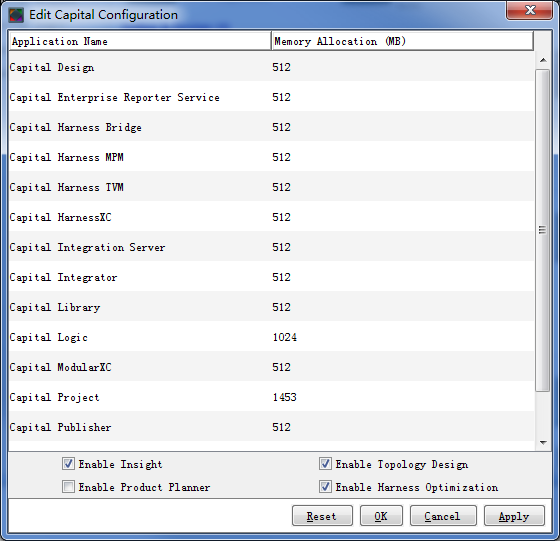 Edit Capital Configuration
Application Name Memory Allocation (MB)
Capital Design 512
Capital Enterprise Reporter Service 512
Capital Harness Bridge 512
Capital Harness MPM 512
Capital Harness TVM 512
Capital HarnessXC 512
Capital Integration Server 512
Capital Integrator 512
Capital Library 512
Capital Logic 1024
Capital ModularXC 512
Capital Project 1453
Capital Publisher 512
Enable Insight Enable Topology Design
Enable Product Planner Enable Harness Optimization
Reset OK Cancel Apply